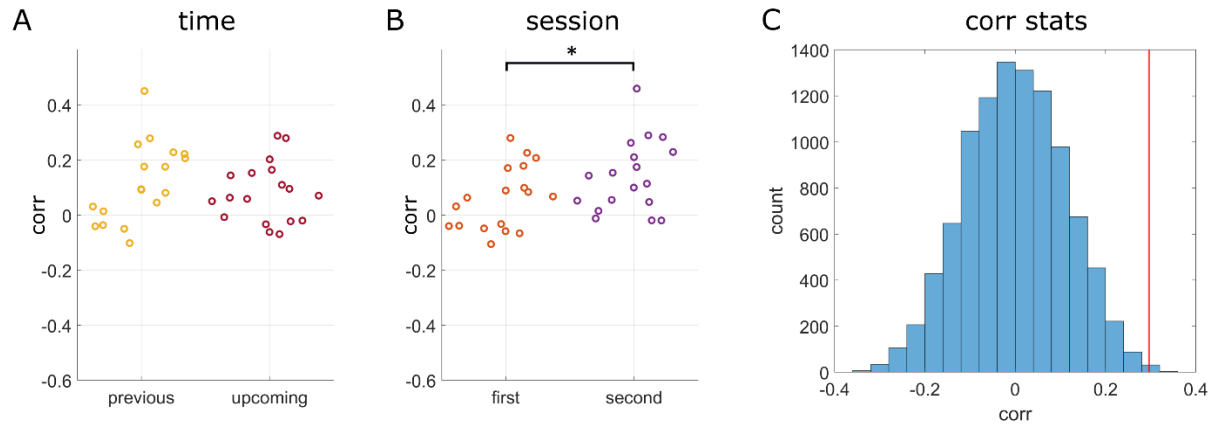 A time
corr
0.4
0.2
0
-0.2
-0.4
-0.6
previous upcoming
B session
*
corr
0.4
0.2
0
-0.2
-0.4
-0.6
first second
C corr stats
count
1400
1200
1000
800
600
400
200
0
-0.4 -0.2 0 0.2 0.4
corr